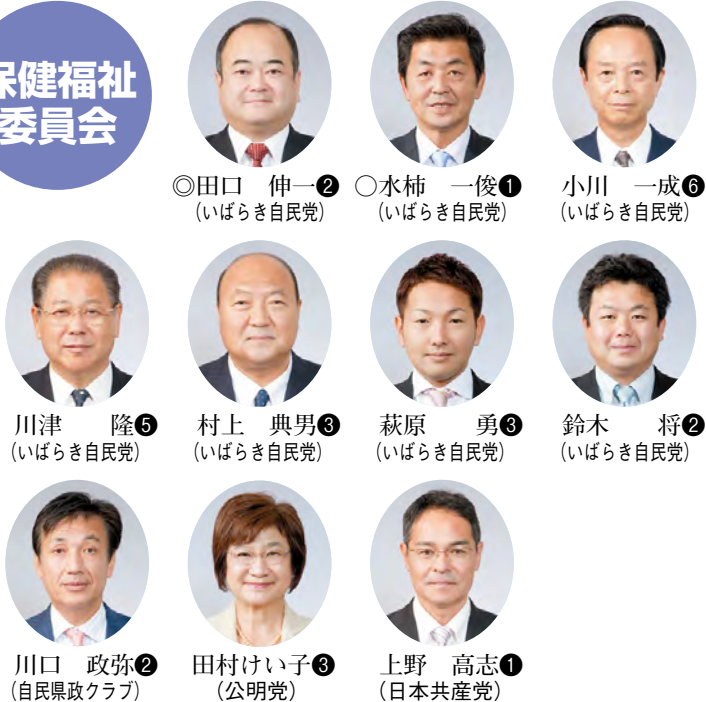 保健福祉
委員会
◎田口　伸一❷
(いばらき自民党)
○水柿　一俊❶
(いばらき自民党)
小川　一成❻
(いばらき自民党)
川津　　隆❺
(いばらき自民党)
村上　典男❸
(いばらき自民党)
萩原　　勇❸
(いばらき自民党)
鈴木　　将❷
(いばらき自民党)
川口　政弥❷
(自民県政クラブ)
田村けい子❸
(公明党)
上野　高志❶
(日本共産党)